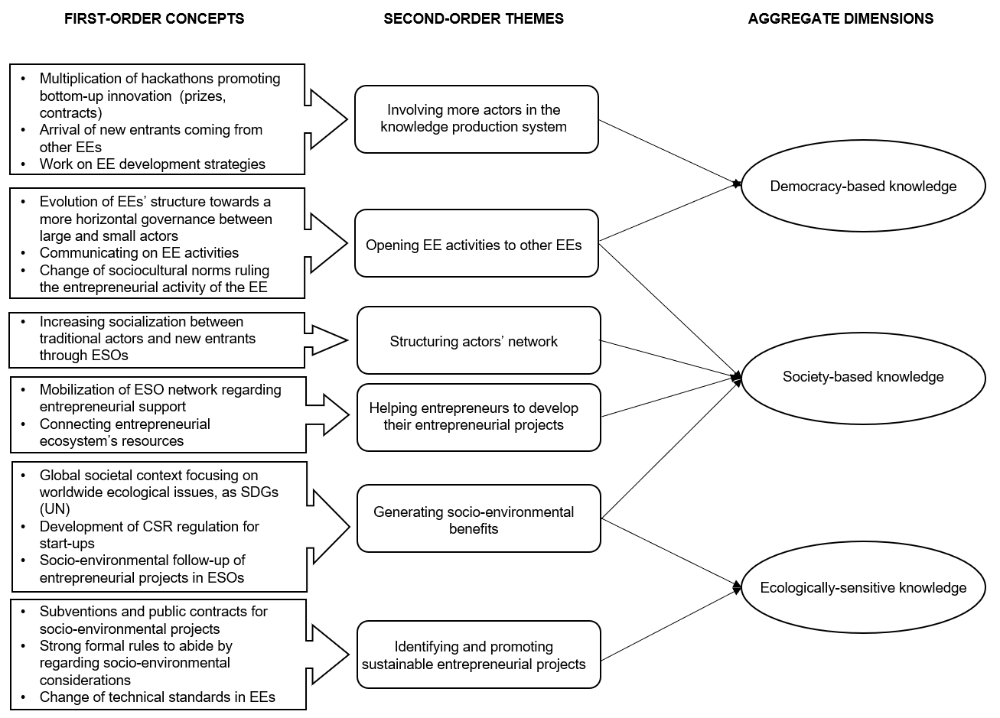 FIRST-ORDER CONCEPTS
SECOND-ORDER THEMES
AGGREGATE DIMENSIONS
• Multiplication of hackathons promoting
bottom-up innovation (prizes,
contracts)
• Arrival of new entrants coming from
other EEs
• Work on EE development strategies
Involving more actors in the
knowledge production system
• Evolution of EEs’ structure towards a
more horizontal governance between
large and small actors
• Communicating on EE activities
• Change of sociocultural norms ruling
the entrepreneurial activity of the EE
Opening EE activities to other EEs
• Increasing socialization between
traditional actors and new entrants
through ESOs
Structuring actors’ network
• Mobilization of ESO network regarding
entrepreneurial support
• Connecting entrepreneurial
ecosystem’s resources
Helping entrepreneurs to develop
their entrepreneurial projects
• Global societal context focusing on
worldwide ecological issues, as SDGs
(UN)
• Development of CSR regulation for
start-ups
• Socio-environmental follow-up of
entrepreneurial projects in ESOs
Generating socio-environmental
benefits
• Subventions and public contracts for
socio-environmental projects
• Strong formal rules to abide by
regarding socio-environmental
considerations
• Change of technical standards in EEs
Identifying and promoting
sustainable entrepreneurial projects
Democracy-based knowledge
Society-based knowledge
Ecologically-sensitive knowledge